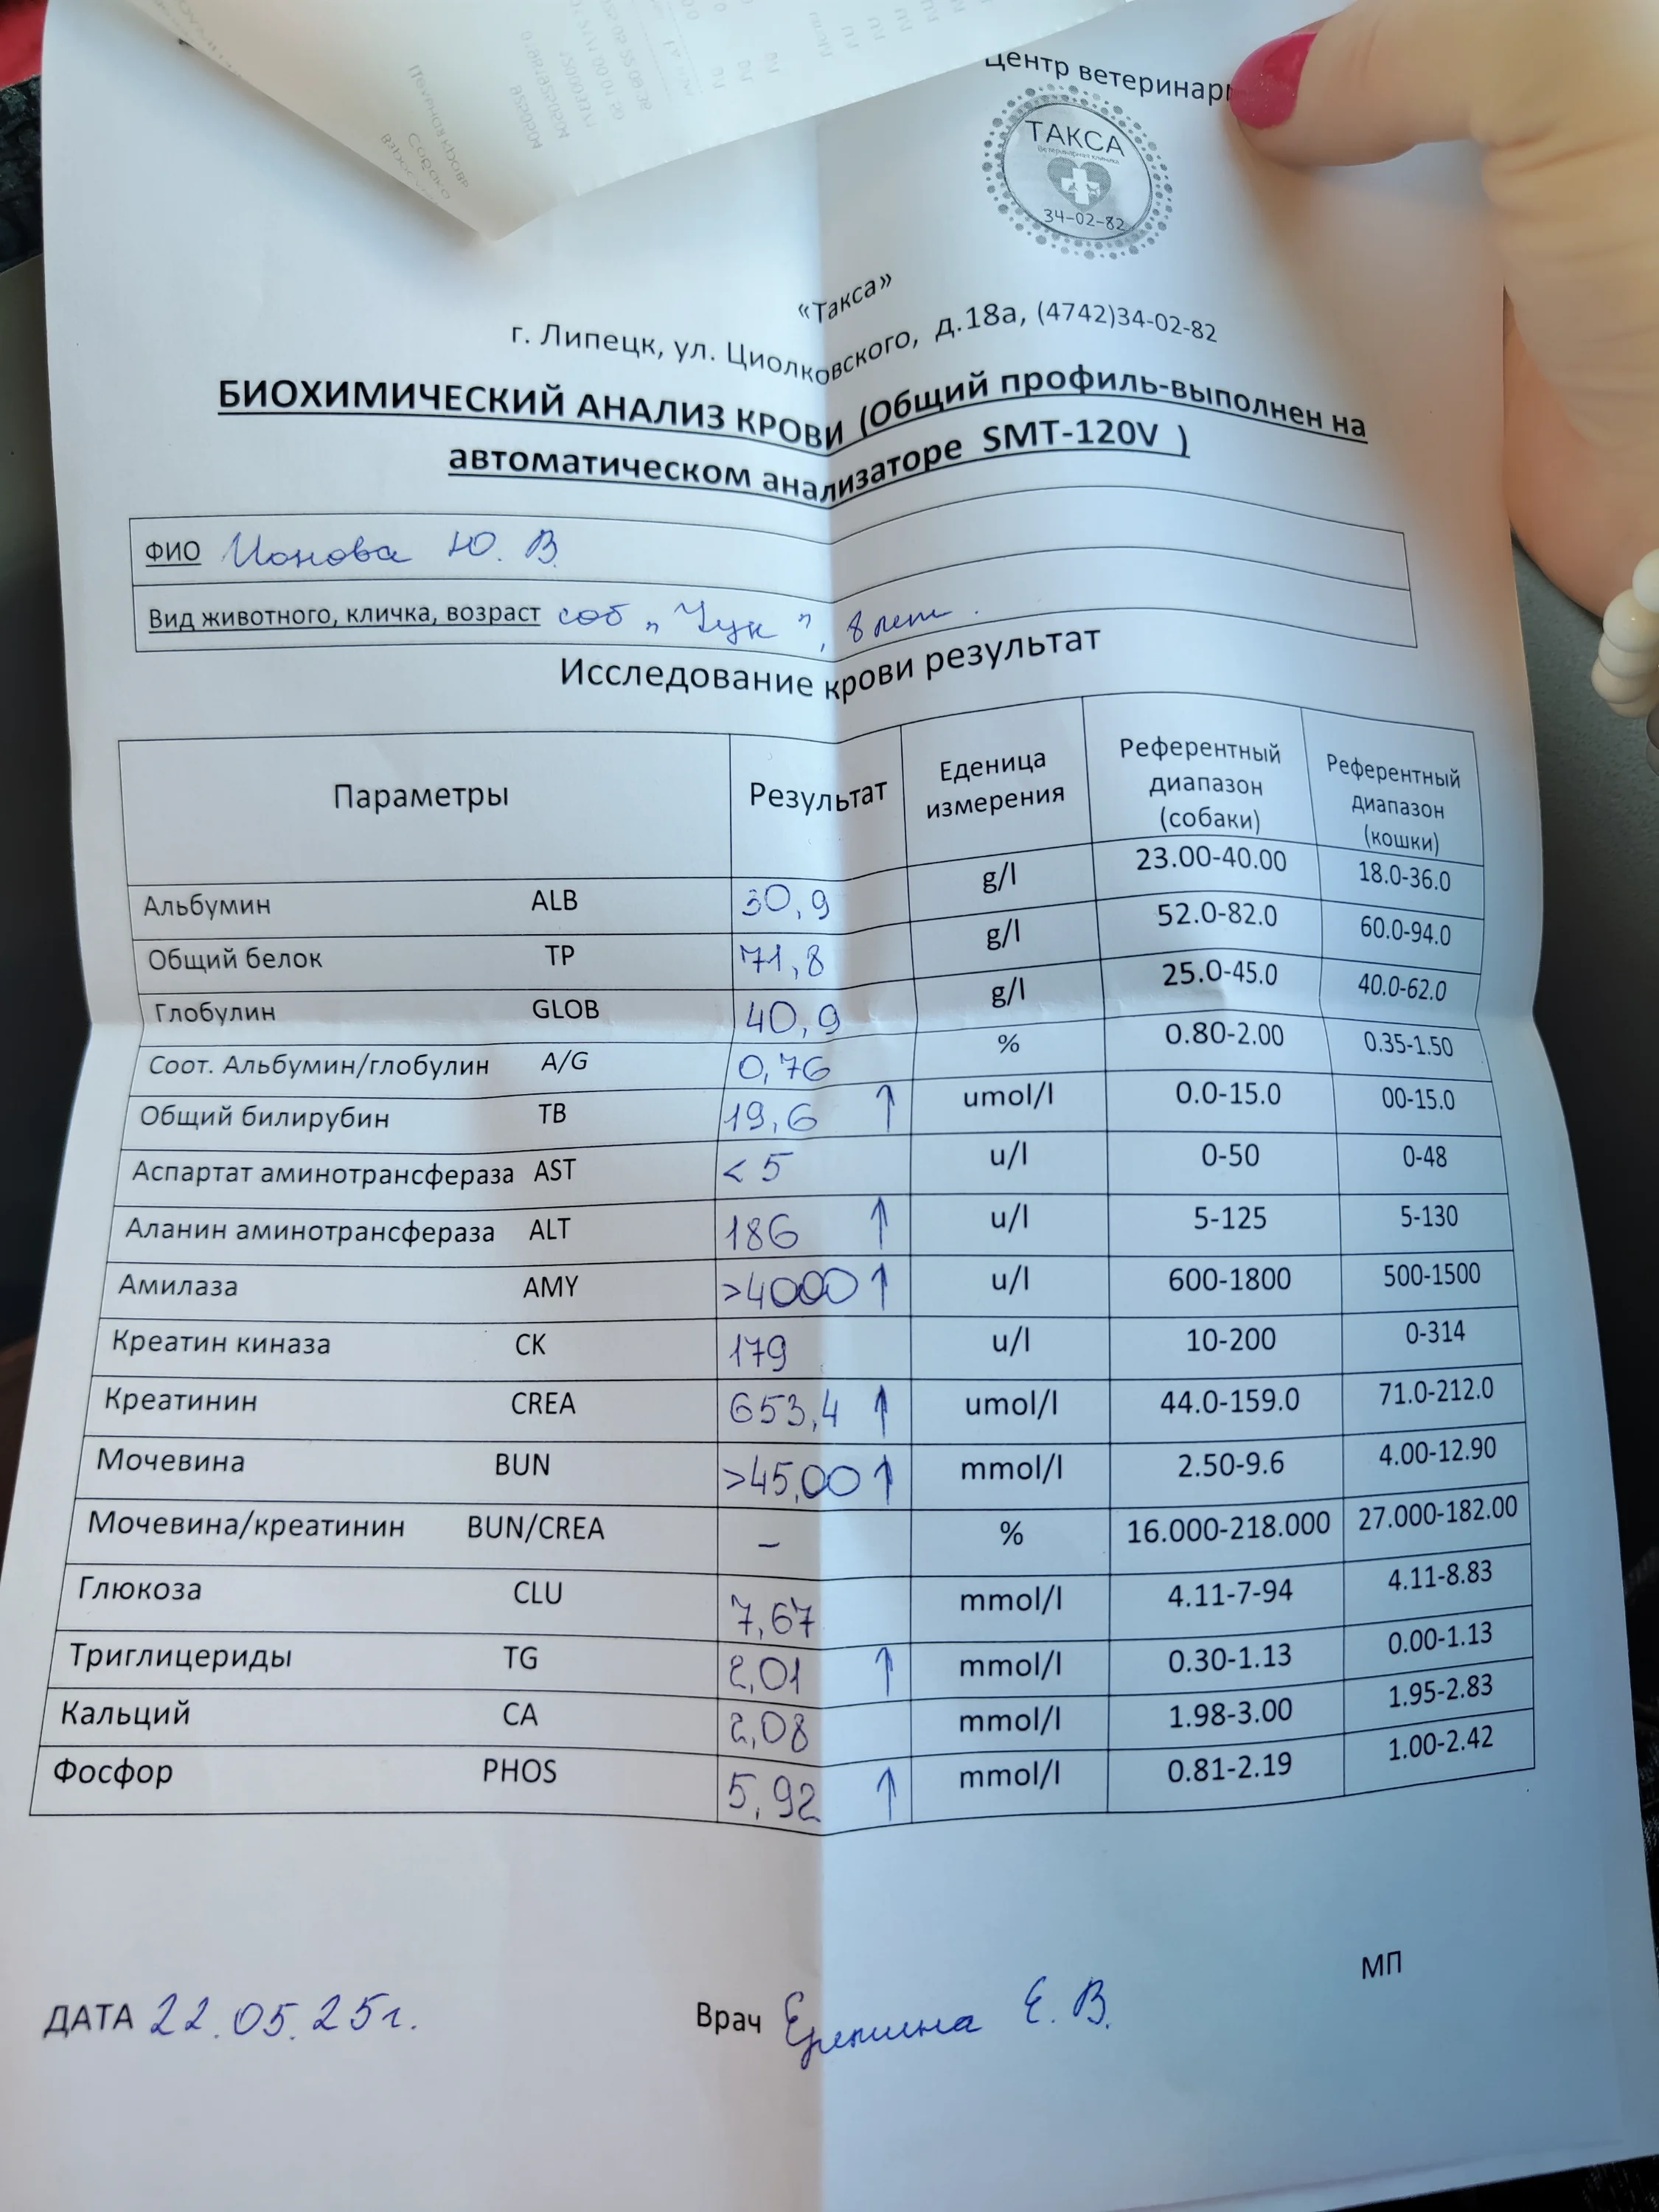 Центр ветеринар
ТАКСА
Ветеринарная клиника
34-02-82
«Такса»
г. Липецк, ул. Циолковского, д.18а, (4742)34-02-82
БИОХИМИЧЕСКИЙ АНАЛИЗ КРОВИ (Общий профиль-выполнен на
автоматическом анализаторе SMT-120V )
ФИО Ионова Ю. В.
Вид животного, кличка, возраст соб „Чук”, 8 лет.
Исследование крови результат
Параметры Результат Еденица измерения Референтный диапазон (собаки) Референтный диапазон (кошки)
Альбумин ALB 30,9 g/l 23.00-40.00 18.0-36.0
Общий белок TP 71,8 g/l 52.0-82.0 60.0-94.0
Глобулин GLOB 40,9 g/l 25.0-45.0 40.0-62.0
Соот. Альбумин/глобулин A/G 0,76 % 0.80-2.00 0.35-1.50
Общий билирубин TB 19,6 ↑ umol/l 0.0-15.0 00-15.0
Аспартат аминотрансфераза AST <5 u/l 0-50 0-48
Аланин аминотрансфераза ALT 186 ↑ u/l 5-125 5-130
Амилаза AMY >4000 ↑ u/l 600-1800 500-1500
Креатин киназа CK 179 u/l 10-200 0-314
Креатинин CREA 653,4 ↑ umol/l 44.0-159.0 71.0-212.0
Мочевина BUN >45,00 ↑ mmol/l 2.50-9.6 4.00-12.90
Мочевина/креатинин BUN/CREA – % 16.000-218.000 27.000-182.00
Глюкоза CLU 7,67 mmol/l 4.11-7-94 4.11-8.83
Триглицериды TG 2,01 ↑ mmol/l 0.30-1.13 0.00-1.13
Кальций CA 2,08 mmol/l 1.98-3.00 1.95-2.83
Фосфор PHOS 5,92 ↑ mmol/l 0.81-2.19 1.00-2.42
МП
ДАТА 22.05.25г. Врач Е. В.